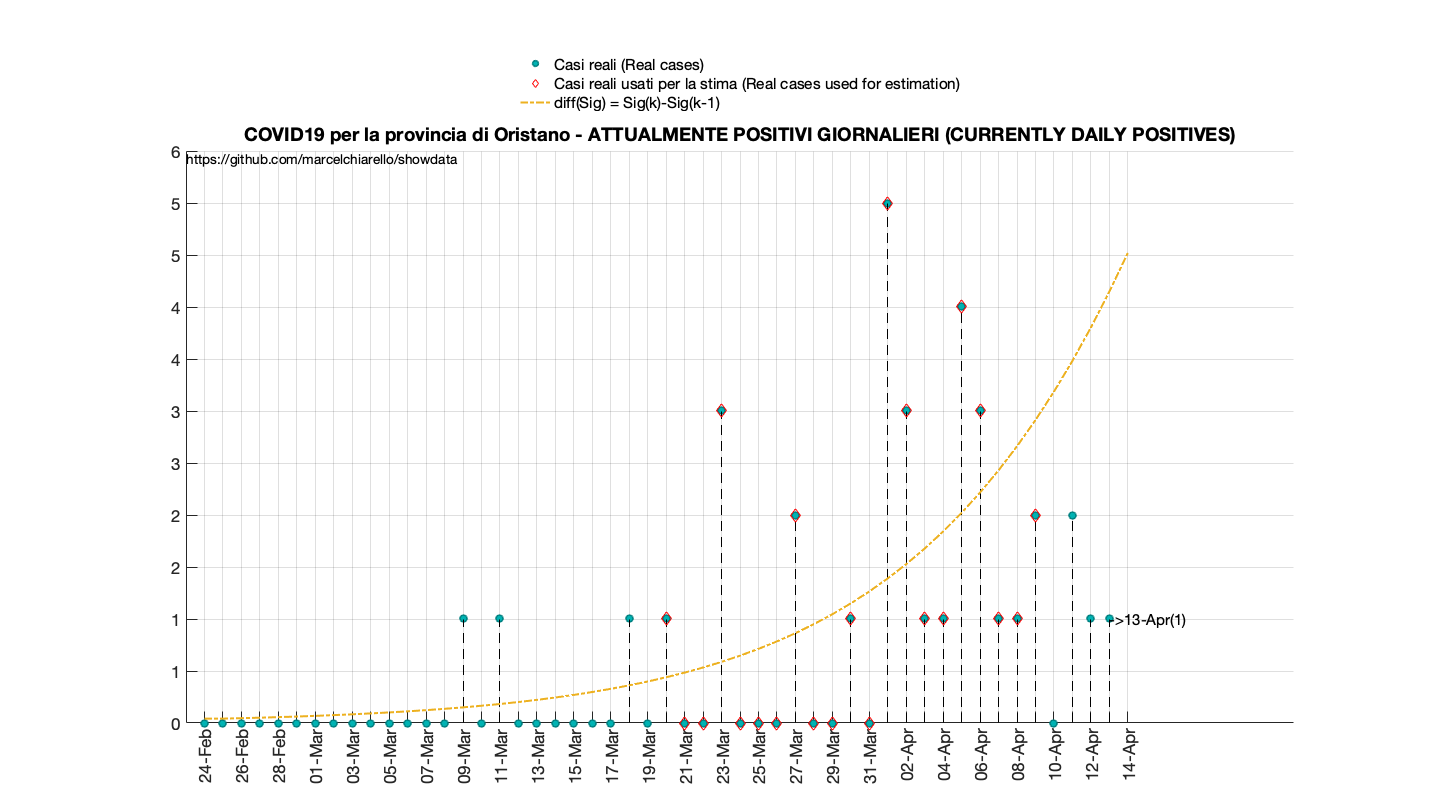 Casi reali (Real cases)
Casi reali usati per la stima (Real cases used for estimation)
diff(Sig) = Sig(k)-Sig(k-1)
COVID19 per la provincia di Oristano - ATTUALMENTE POSITIVI GIORNALIERI (CURRENTLY DAILY POSITIVES)
https://github.com/marcelchiarello/showdata
6
5
5
4
4
3
3
2
2
1
1
0
->13-Apr(1)
24-Feb
26-Feb
28-Feb
01-Mar
03-Mar
05-Mar
07-Mar
09-Mar
11-Mar
13-Mar
15-Mar
17-Mar
19-Mar
21-Mar
23-Mar
25-Mar
27-Mar
29-Mar
31-Mar
02-Apr
04-Apr
06-Apr
08-Apr
10-Apr
12-Apr
14-Apr